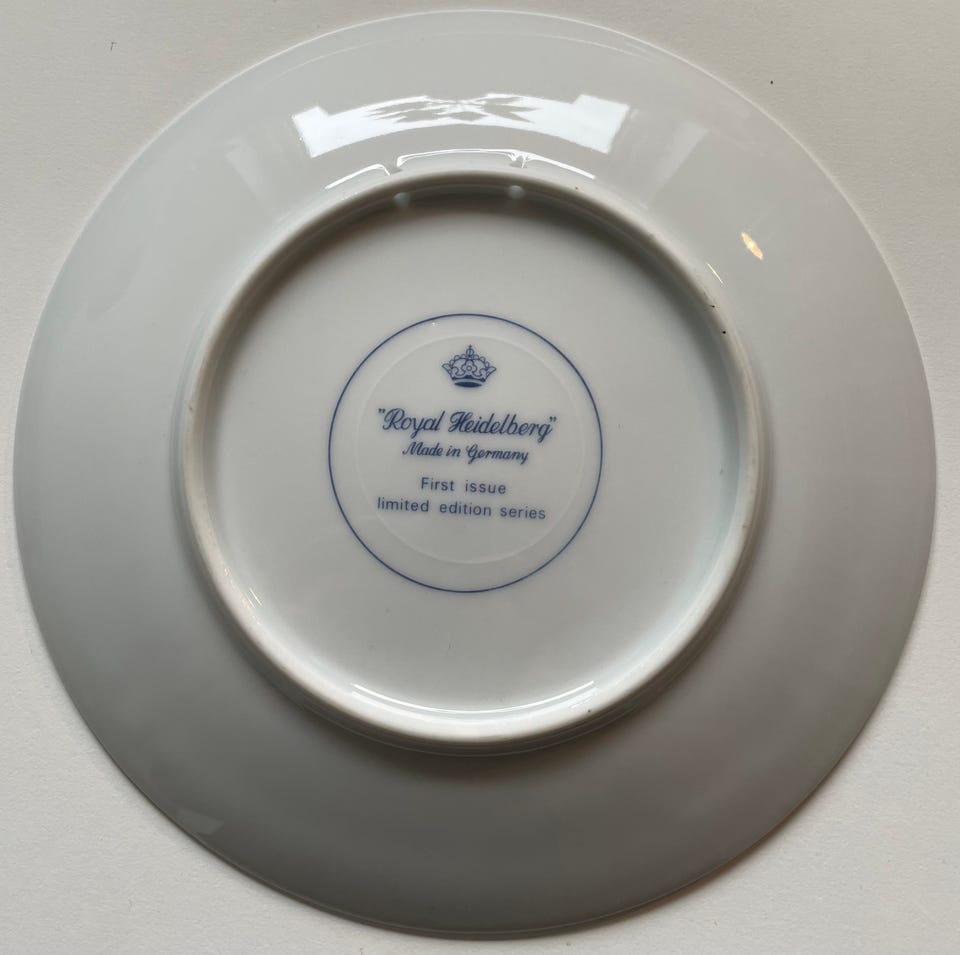 "Royal Heidelberg"
Made in Germany
First issue
limited edition series